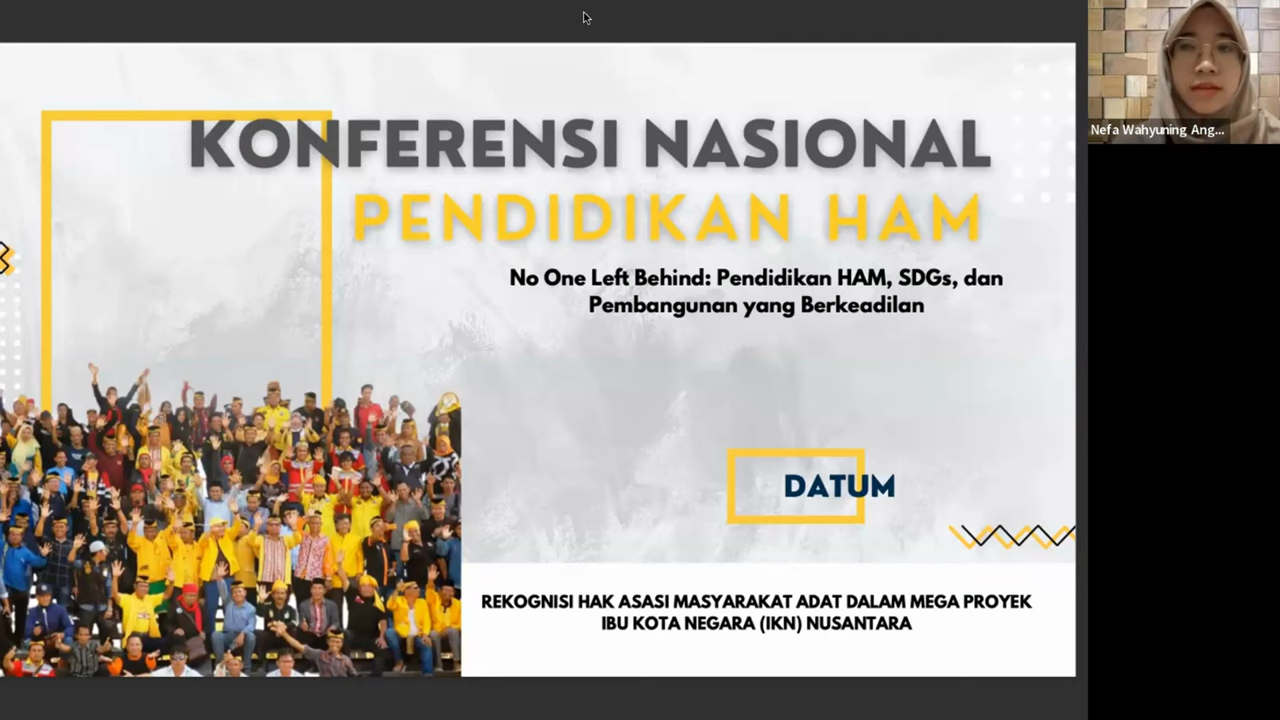 KONFERENSI NASIONAL
PENDIDIKAN HAM
No One Left Behind: Pendidikan HAM, SDGs, dan
Pembangunan yang Berkeadilan
DATUM
REKOGNISI HAK ASASI MASYARAKAT ADAT DALAM MEGA PROYEK
IBU KOTA NEGARA (IKN) NUSANTARA
Nefa Wahyuning Ang...